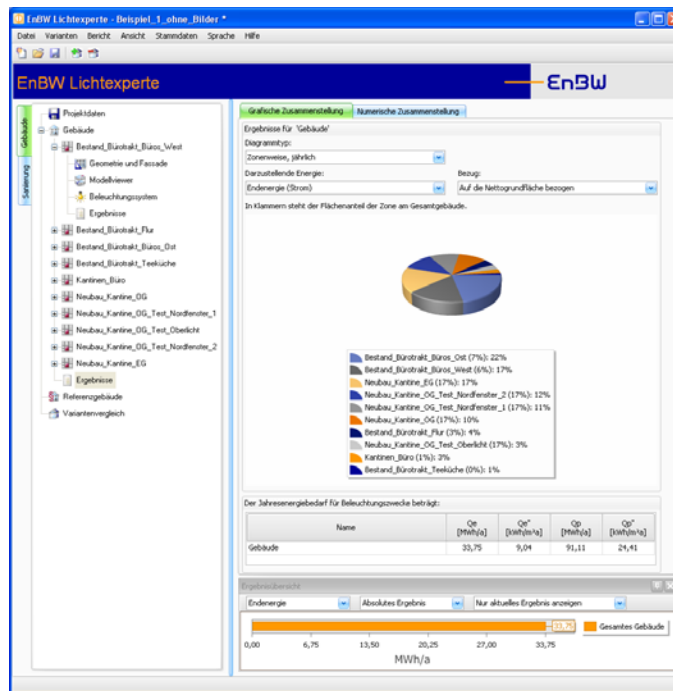 EnBW Lichtexperte - Beispiel_1_ohne_Bilder *
Datei Varianten Bericht Ansicht Stammdaten Sprache Hilfe
EnBW Lichtexperte
EnBW
Gebäude
Sanierung
Projektdaten
Gebäude
Bestand_Bürotrakt_Büros_West
Geometrie und Fassade
Modellviewer
Beleuchtungssystem
Ergebnisse
Bestand_Bürotrakt_Flur
Bestand_Bürotrakt_Büros_Ost
Bestand_Bürotrakt_Teeküche
Kantinen_Büro
Neubau_Kantine_OG
Neubau_Kantine_OG_Test_Nordfenster_1
Neubau_Kantine_OG_Test_Oberlicht
Neubau_Kantine_OG_Test_Nordfenster_2
Neubau_Kantine_EG
Ergebnisse
Referenzgebäude
Variantenvergleich
Grafische Zusammenstellung Numerische Zusammenstellung
Ergebnisse für 'Gebäude'
Diagrammtyp:
Zonenweise, jährlich
Darzustellende Energie: Bezug:
Endenergie (Strom) Auf die Nettogrundfläche bezogen
In Klammern steht der Flächenanteil der Zone am Gesamtgebäude.
Bestand_Bürotrakt_Büros_Ost (7%): 22%
Bestand_Bürotrakt_Büros_West (6%): 17%
Neubau_Kantine_EG (17%): 17%
Neubau_Kantine_OG_Test_Nordfenster_2 (17%): 12%
Neubau_Kantine_OG_Test_Nordfenster_1 (17%): 11%
Neubau_Kantine_OG (17%): 10%
Bestand_Bürotrakt_Flur (3%): 4%
Neubau_Kantine_OG_Test_Oberlicht (17%): 3%
Kantinen_Büro (1%): 3%
Bestand_Bürotrakt_Teeküche (0%): 1%
Der Jahresenergiebedarf für Beleuchtungszwecke beträgt:
Name Qe [MWh/a] Qe" [kWh/m²a] Qp [MWh/a] Qp" [kWh/m²a]
Gebäude 33,75 9,04 91,11 24,41
Ergebnisübersicht
Endenergie Absolutes Ergebnis Nur aktuelles Ergebnis anzeigen
33,75 Gesamtes Gebäude
0,00 6,75 13,50 20,25 27,00 33,75
MWh/a